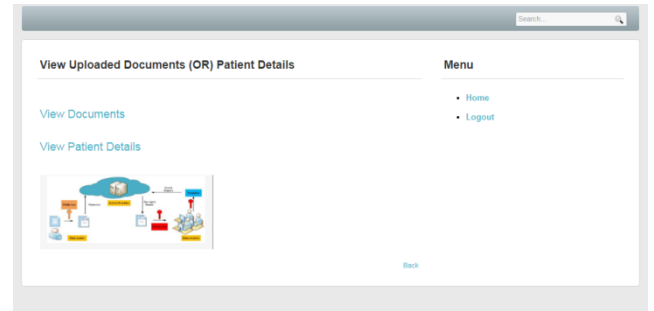 Search...
View Uploaded Documents (OR) Patient Details
Menu
Home
Logout
View Documents
View Patient Details
Back